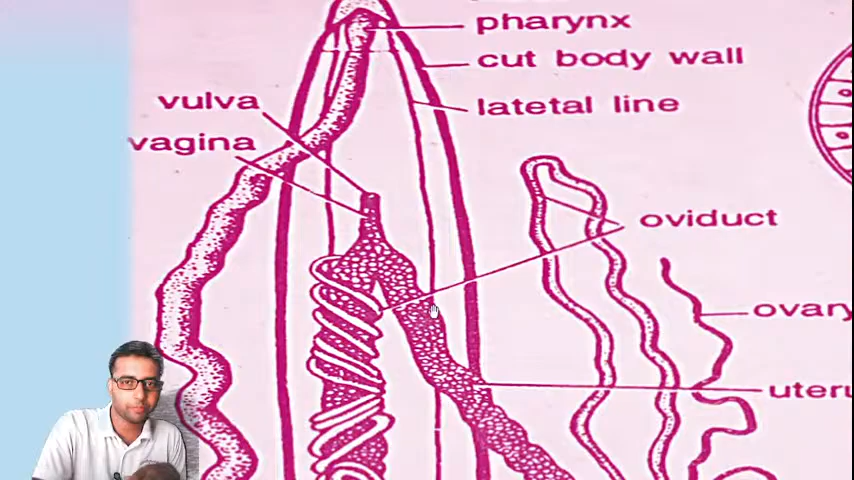 pharynx
cut body wall
latetal line
vulva
vagina
oviduct
ovary
uteru